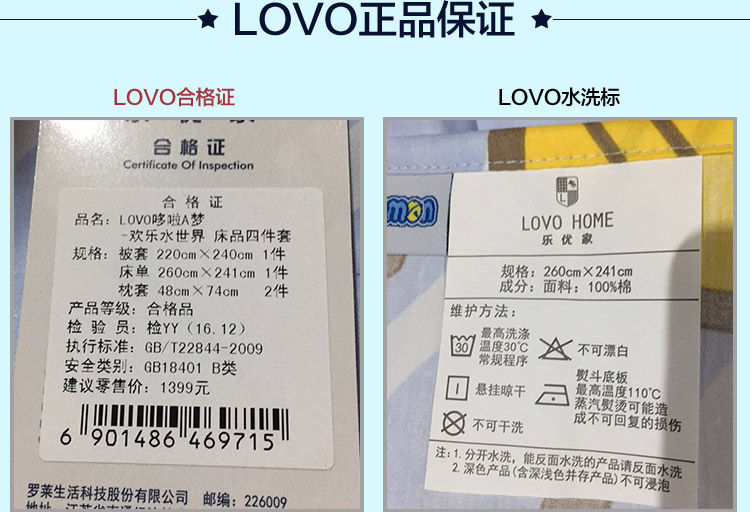 LOVO正品保证
LOVO合格证
LOVO水洗标
乐优家
合格证
Certificate Of Inspection
合格证
品名：LOVO哆啦A梦
-欢乐水世界 床品四件套
规格：被套 220cm×240cm 1件
床单 260cm×241cm 1件
枕套 48cm×74cm 2件
产品等级：合格品
检 验 员：检YY（16.12）
执行标准：GB/T22844-2009
安全类别：GB18401 B类
建议零售价：1399元
6 901486 469715
罗莱生活科技股份有限公司 邮编：226009
mon
L
LOVO HOME
乐优家
规格：260cm×241cm
成分：面料：100%棉
维护方法：
30
最高洗涤
温度30℃
常规程序
不可漂白
悬挂晾干
熨斗底板
最高温度110℃
蒸汽熨烫可能造
成不可回复的损伤
不可干洗
注：1.分开水洗，能反面水洗的产品请反面水洗
2.深色产品(含深浅色并存产品)不可浸泡